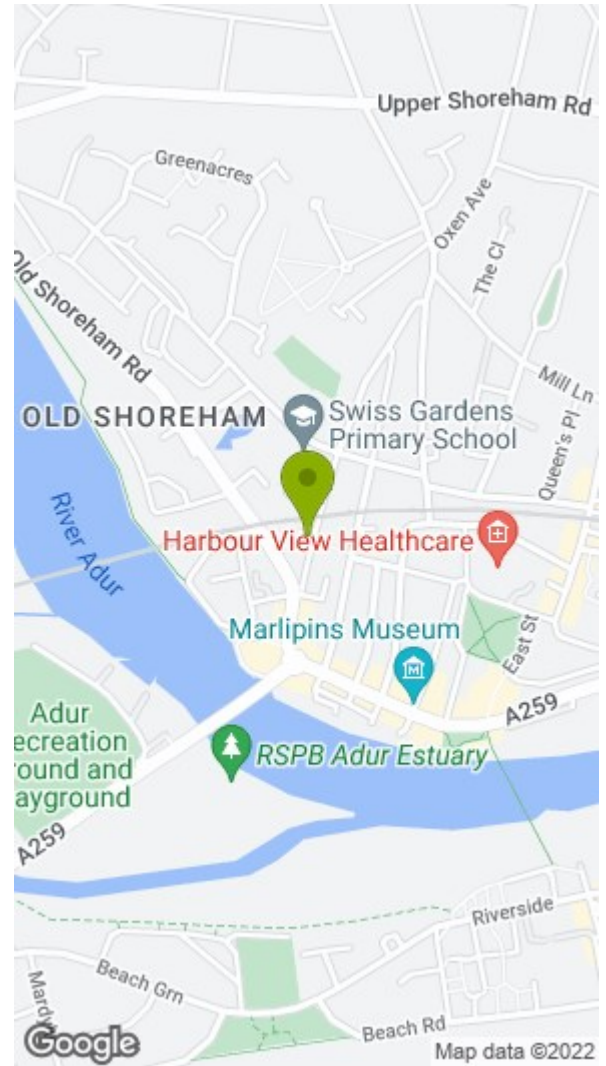 Upper Shoreham Rd
Greenacres
Oxen Ave
The Cl
Old Shoreham Rd
Mill Ln
OLD SHOREHAM
Swiss Gardens
Primary School
Queen's Pl
River Adur
Harbour View Healthcare
Marlipins Museum
M
East St
A259
Adur
ecreation
round and
ayground
RSPB Adur Estuary
A259
Riverside
Beach Grn
Mardy
Beach Rd
Google
Map data ©2022